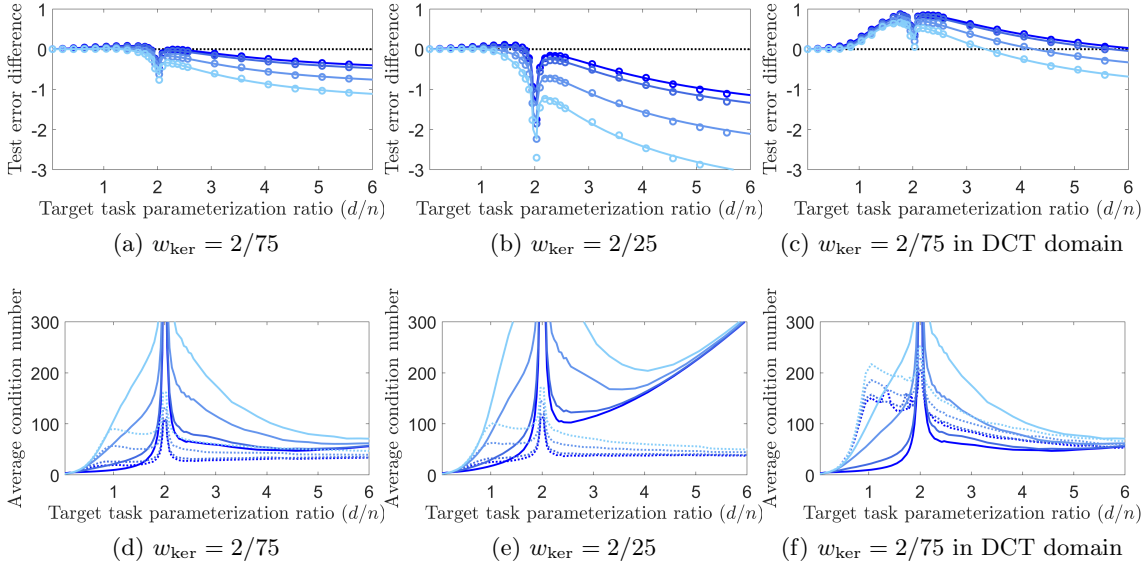 Test error difference
1
0
-1
-2
-3
1 2 3 4 5 6
Target task parameterization ratio (d/n)
(a) w_ker = 2/75
Test error difference
1
0
-1
-2
-3
1 2 3 4 5 6
Target task parameterization ratio (d/n)
(b) w_ker = 2/25
Test error difference
1
0
-1
-2
-3
1 2 3 4 5 6
Target task parameterization ratio (d/n)
(c) w_ker = 2/75 in DCT domain
Average condition number
300
200
100
0
1 2 3 4 5 6
Target task parameterization ratio (d/n)
(d) w_ker = 2/75
Average condition number
300
200
100
0
1 2 3 4 5 6
Target task parameterization ratio (d/n)
(e) w_ker = 2/25
Average condition number
300
200
100
0
1 2 3 4 5 6
Target task parameterization ratio (d/n)
(f) w_ker = 2/75 in DCT domain